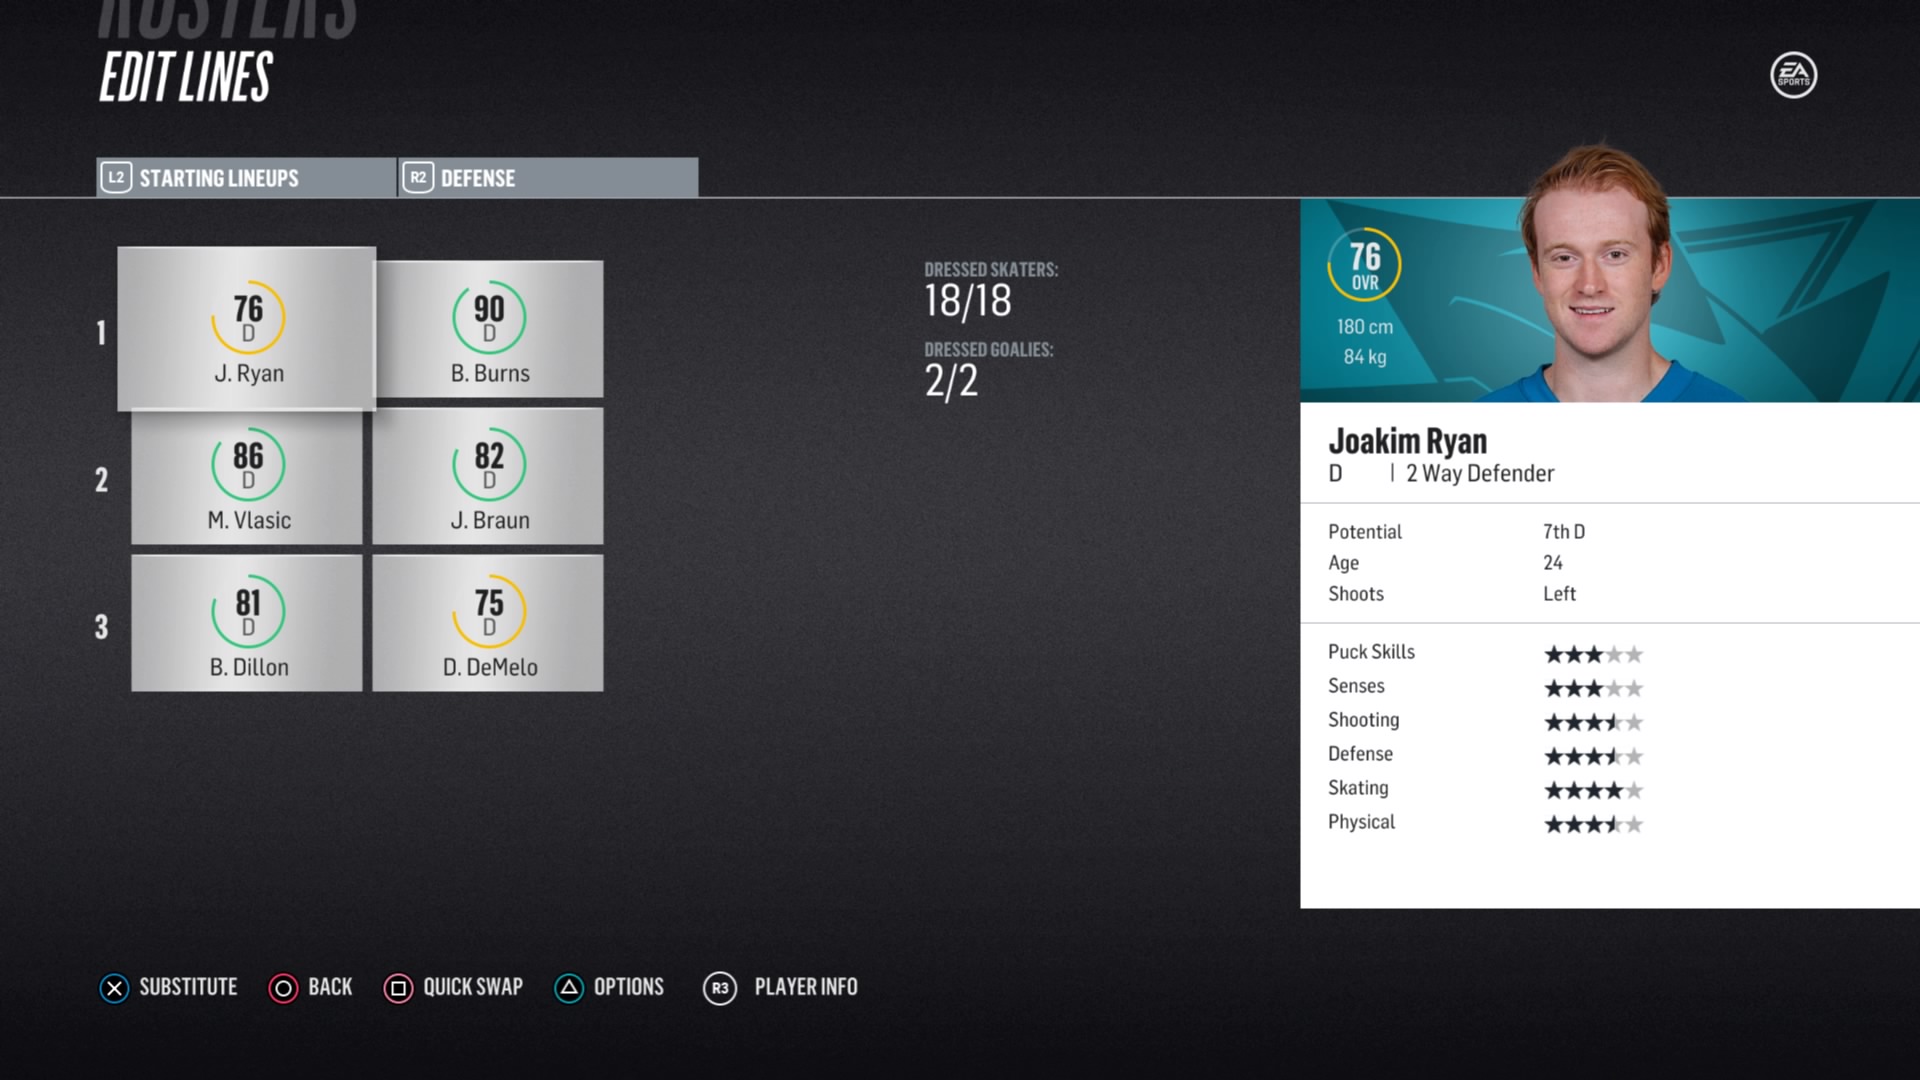 ROSTERS
EDIT LINES
EA
SPORTS
L2 STARTING LINEUPS R2 DEFENSE
1
76
D
J. Ryan
90
D
B. Burns
2
86
D
M. Vlasic
82
D
J. Braun
3
81
D
B. Dillon
75
D
D. DeMelo
DRESSED SKATERS:
18/18
DRESSED GOALIES:
2/2
76
OVR
180 cm
84 kg
Joakim Ryan
D | 2 Way Defender
Potential 7th D
Age 24
Shoots Left
Puck Skills
Senses
Shooting
Defense
Skating
Physical
SUBSTITUTE BACK QUICK SWAP OPTIONS R3 PLAYER INFO